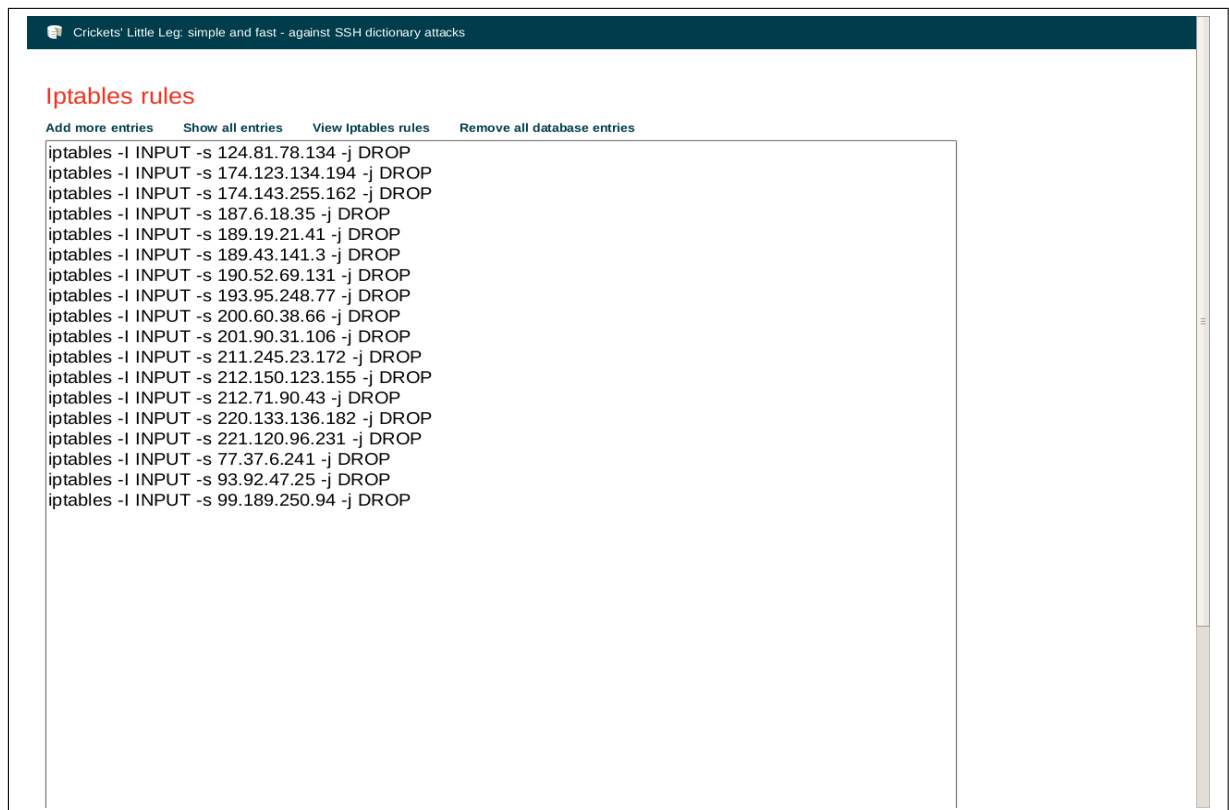 Crickets' Little Leg: simple and fast - against SSH dictionary attacks
Iptables rules
Add more entries Show all entries View Iptables rules Remove all database entries
iptables -I INPUT -s 124.81.78.134 -j DROP
iptables -I INPUT -s 174.123.134.194 -j DROP
iptables -I INPUT -s 174.143.255.162 -j DROP
iptables -I INPUT -s 187.6.18.35 -j DROP
iptables -I INPUT -s 189.19.21.41 -j DROP
iptables -I INPUT -s 189.43.141.3 -j DROP
iptables -I INPUT -s 190.52.69.131 -j DROP
iptables -I INPUT -s 193.95.248.77 -j DROP
iptables -I INPUT -s 200.60.38.66 -j DROP
iptables -I INPUT -s 201.90.31.106 -j DROP
iptables -I INPUT -s 211.245.23.172 -j DROP
iptables -I INPUT -s 212.150.123.155 -j DROP
iptables -I INPUT -s 212.71.90.43 -j DROP
iptables -I INPUT -s 220.133.136.182 -j DROP
iptables -I INPUT -s 221.120.96.231 -j DROP
iptables -I INPUT -s 77.37.6.241 -j DROP
iptables -I INPUT -s 93.92.47.25 -j DROP
iptables -I INPUT -s 99.189.250.94 -j DROP